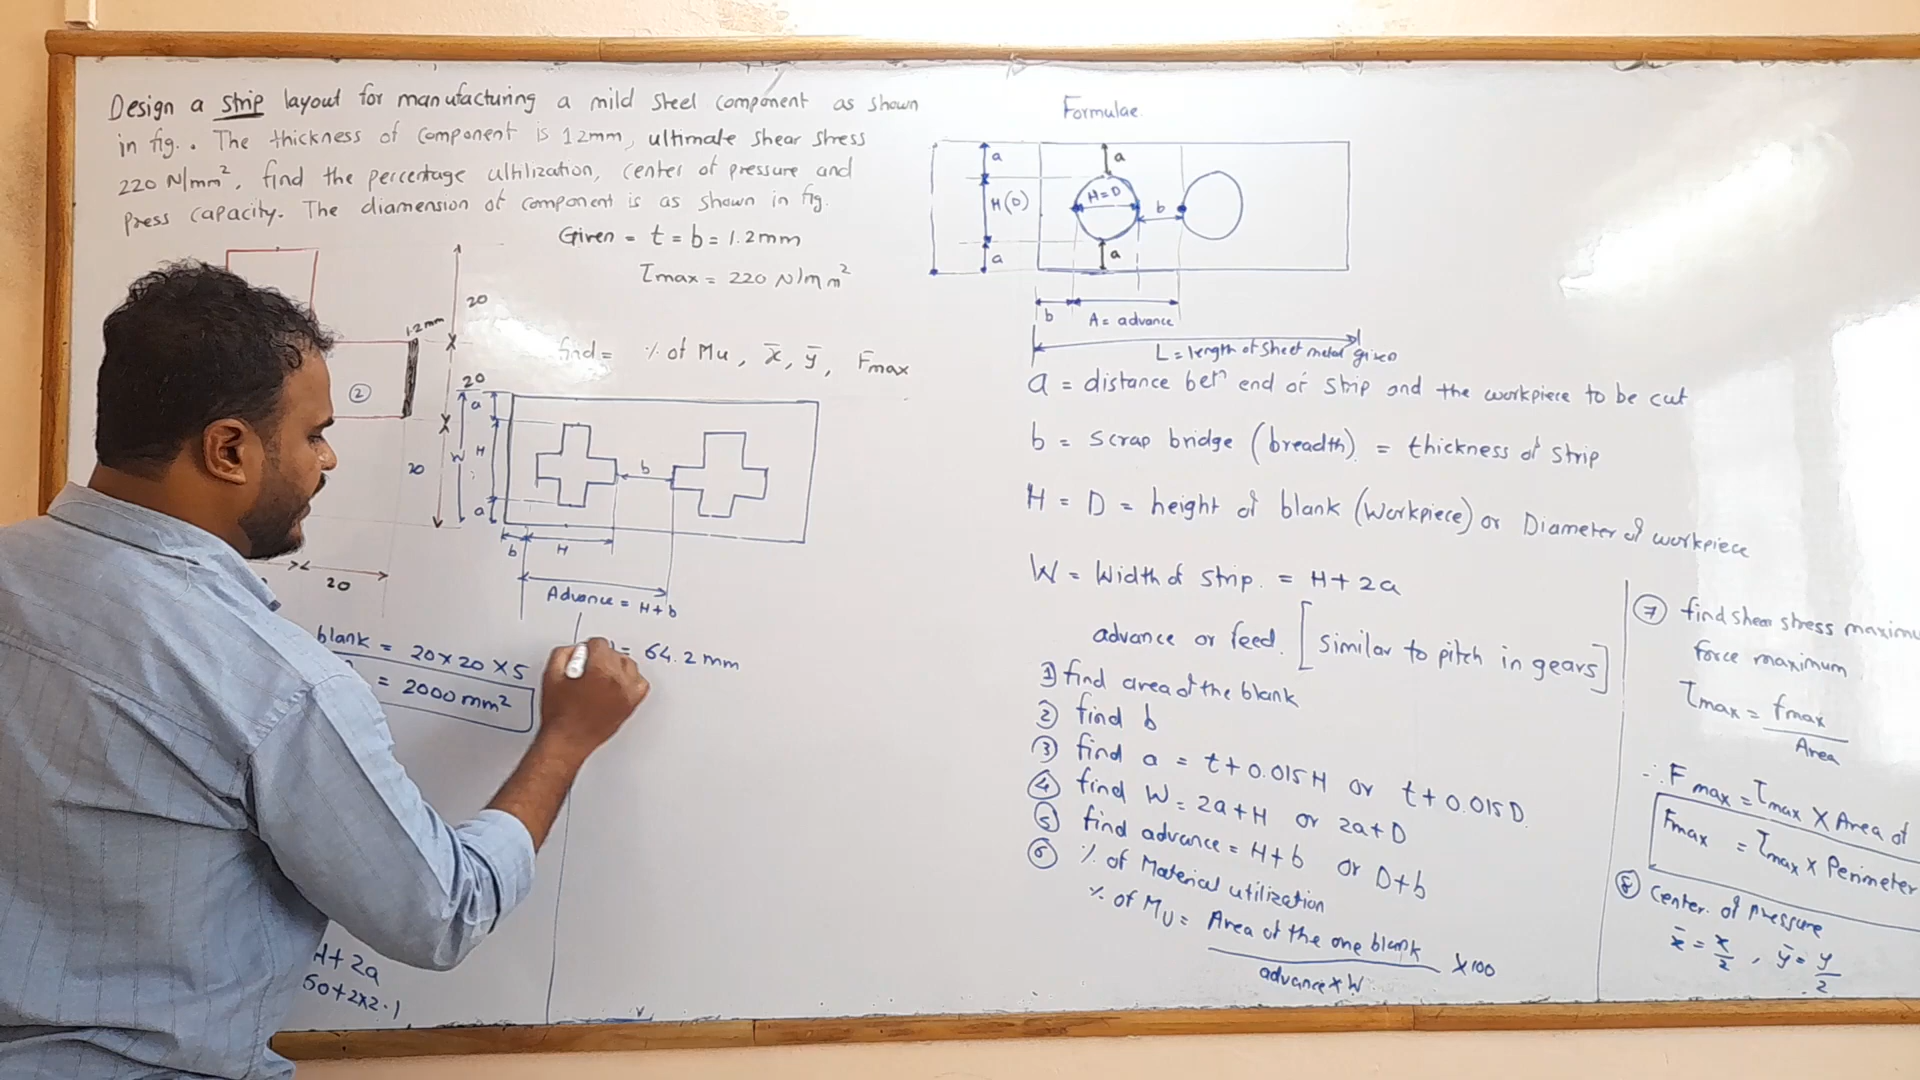 Design a strip layout for manufacturing a mild steel component as shown
in fig.. The thickness of component is 1.2mm, ultimate shear stress
220 N/mm², find the percentage ultilization, center of pressure and
press capacity. The diamension of component is as shown in fig.
Given = t = b = 1.2mm
τmax = 220 N/mm²
find = % of Mu, x̄, ȳ, Fmax
20
1.2mm
②
20
20
20
20
a
H
a
W
b
b
H
Advance = H+b
blank = 20×20×5
= 2000mm²
H+2a
60+2×2.1
= 64.2mm
Formulae.
a
H(D)
a
a
H=D
a
b
b
A= advance
L= length of sheet metal given
a = distance betn end of strip and the workpiece to be cut
b = scrap bridge (breadth) = thickness of strip
H = D = height of blank (workpiece) or Diameter of workpiece
W = Width of strip. = H+2a
advance or feed. [similar to pitch in gears]
① find area of the blank
② find b
③ find a = t+0.015H or t+0.015D.
④ find W = 2a+H or 2a+D
⑤ find advance = H+b or D+b
⑥ % of Material utilization
% of MU = Area of the one blank
advance×W ×100
⑦ find shear stress maximu
force maximum
τmax = fmax
Area
∴ Fmax = τmax × Area of
Fmax = τmax × Perimeter
⑧ center of pressure
x̄ = x
2 , ȳ = y
2